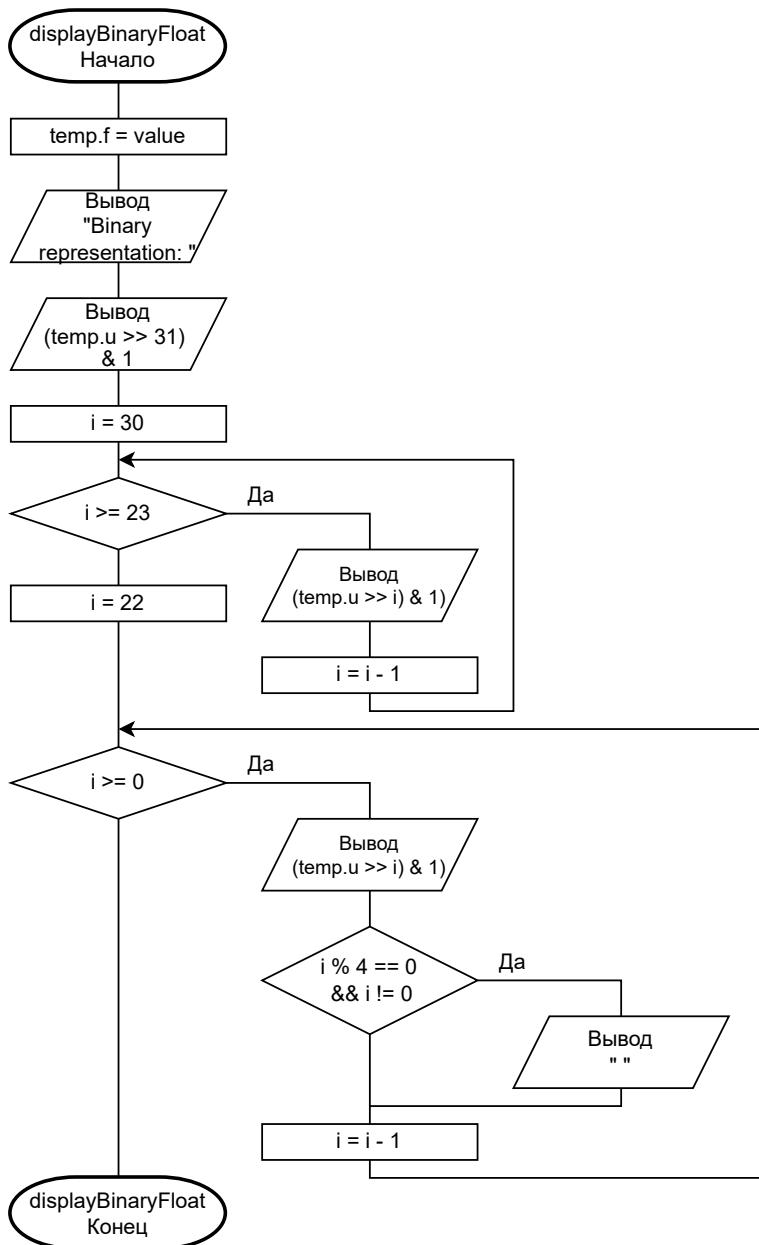 displayBinaryFloat
Начало
temp.f = value
Вывод
"Binary
representation: "
Вывод
(temp.u >> 31)
& 1
i = 30
i >= 23
Да
Вывод
(temp.u >> i) & 1)
i = i - 1
i = 22
i >= 0
Да
Вывод
(temp.u >> i) & 1)
i % 4 == 0
&& i != 0
Да
Вывод
" "
i = i - 1
displayBinaryFloat
Конец